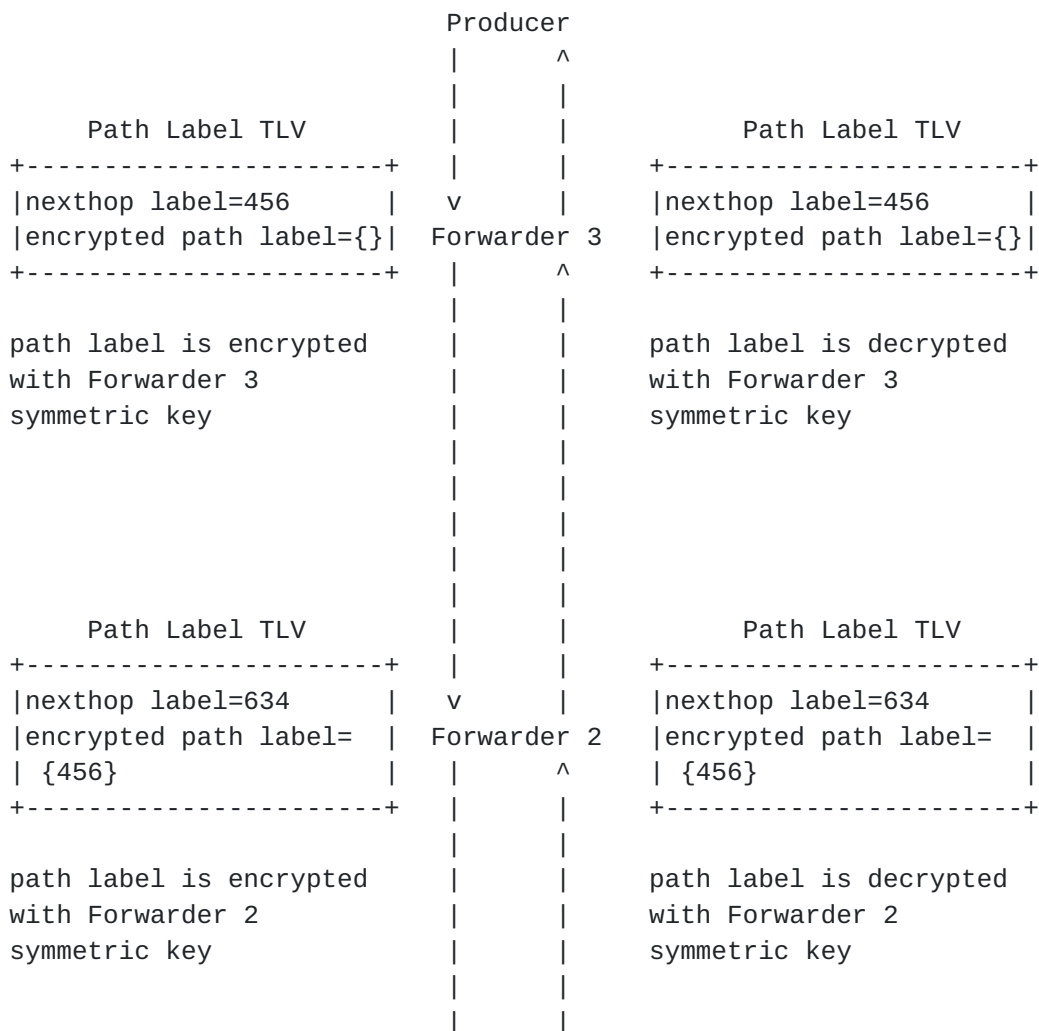 Producer
                            |      ^
                            |      |
     Path Label TLV         |      |           Path Label TLV
+-----------------------+   |      |     +-----------------------+
|nexthop label=456      |   v      |     |nexthop label=456      |
|encrypted path label={}|  Forwarder 3   |encrypted path label={}|
+-----------------------+   |      ^     +-----------------------+
                            |      |
path label is encrypted     |      |     path label is decrypted
with Forwarder 3            |      |     with Forwarder 3
symmetric key               |      |     symmetric key
                            |      |
                            |      |
                            |      |
                            |      |
                            |      |
     Path Label TLV         |      |           Path Label TLV
+-----------------------+   |      |     +-----------------------+
|nexthop label=634      |   v      |     |nexthop label=634      |
|encrypted path label=  |  Forwarder 2   |encrypted path label=  |
| {456}                 |   |      ^     | {456}                 |
+-----------------------+   |      |     +-----------------------+
                            |      |
path label is encrypted     |      |     path label is decrypted
with Forwarder 2            |      |     with Forwarder 2
symmetric key               |      |     symmetric key
                            |      |
                            |      |